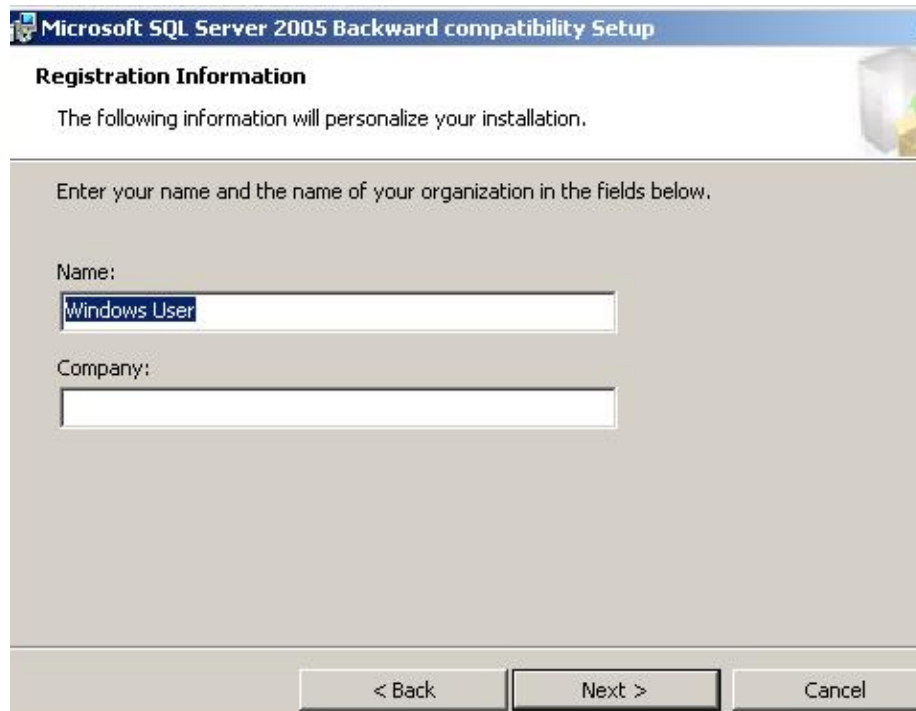 Microsoft SQL Server 2005 Backward compatibility Setup
Registration Information
The following information will personalize your installation.
Enter your name and the name of your organization in the fields below.
Name:
Windows User
Company:
< Back Next > Cancel